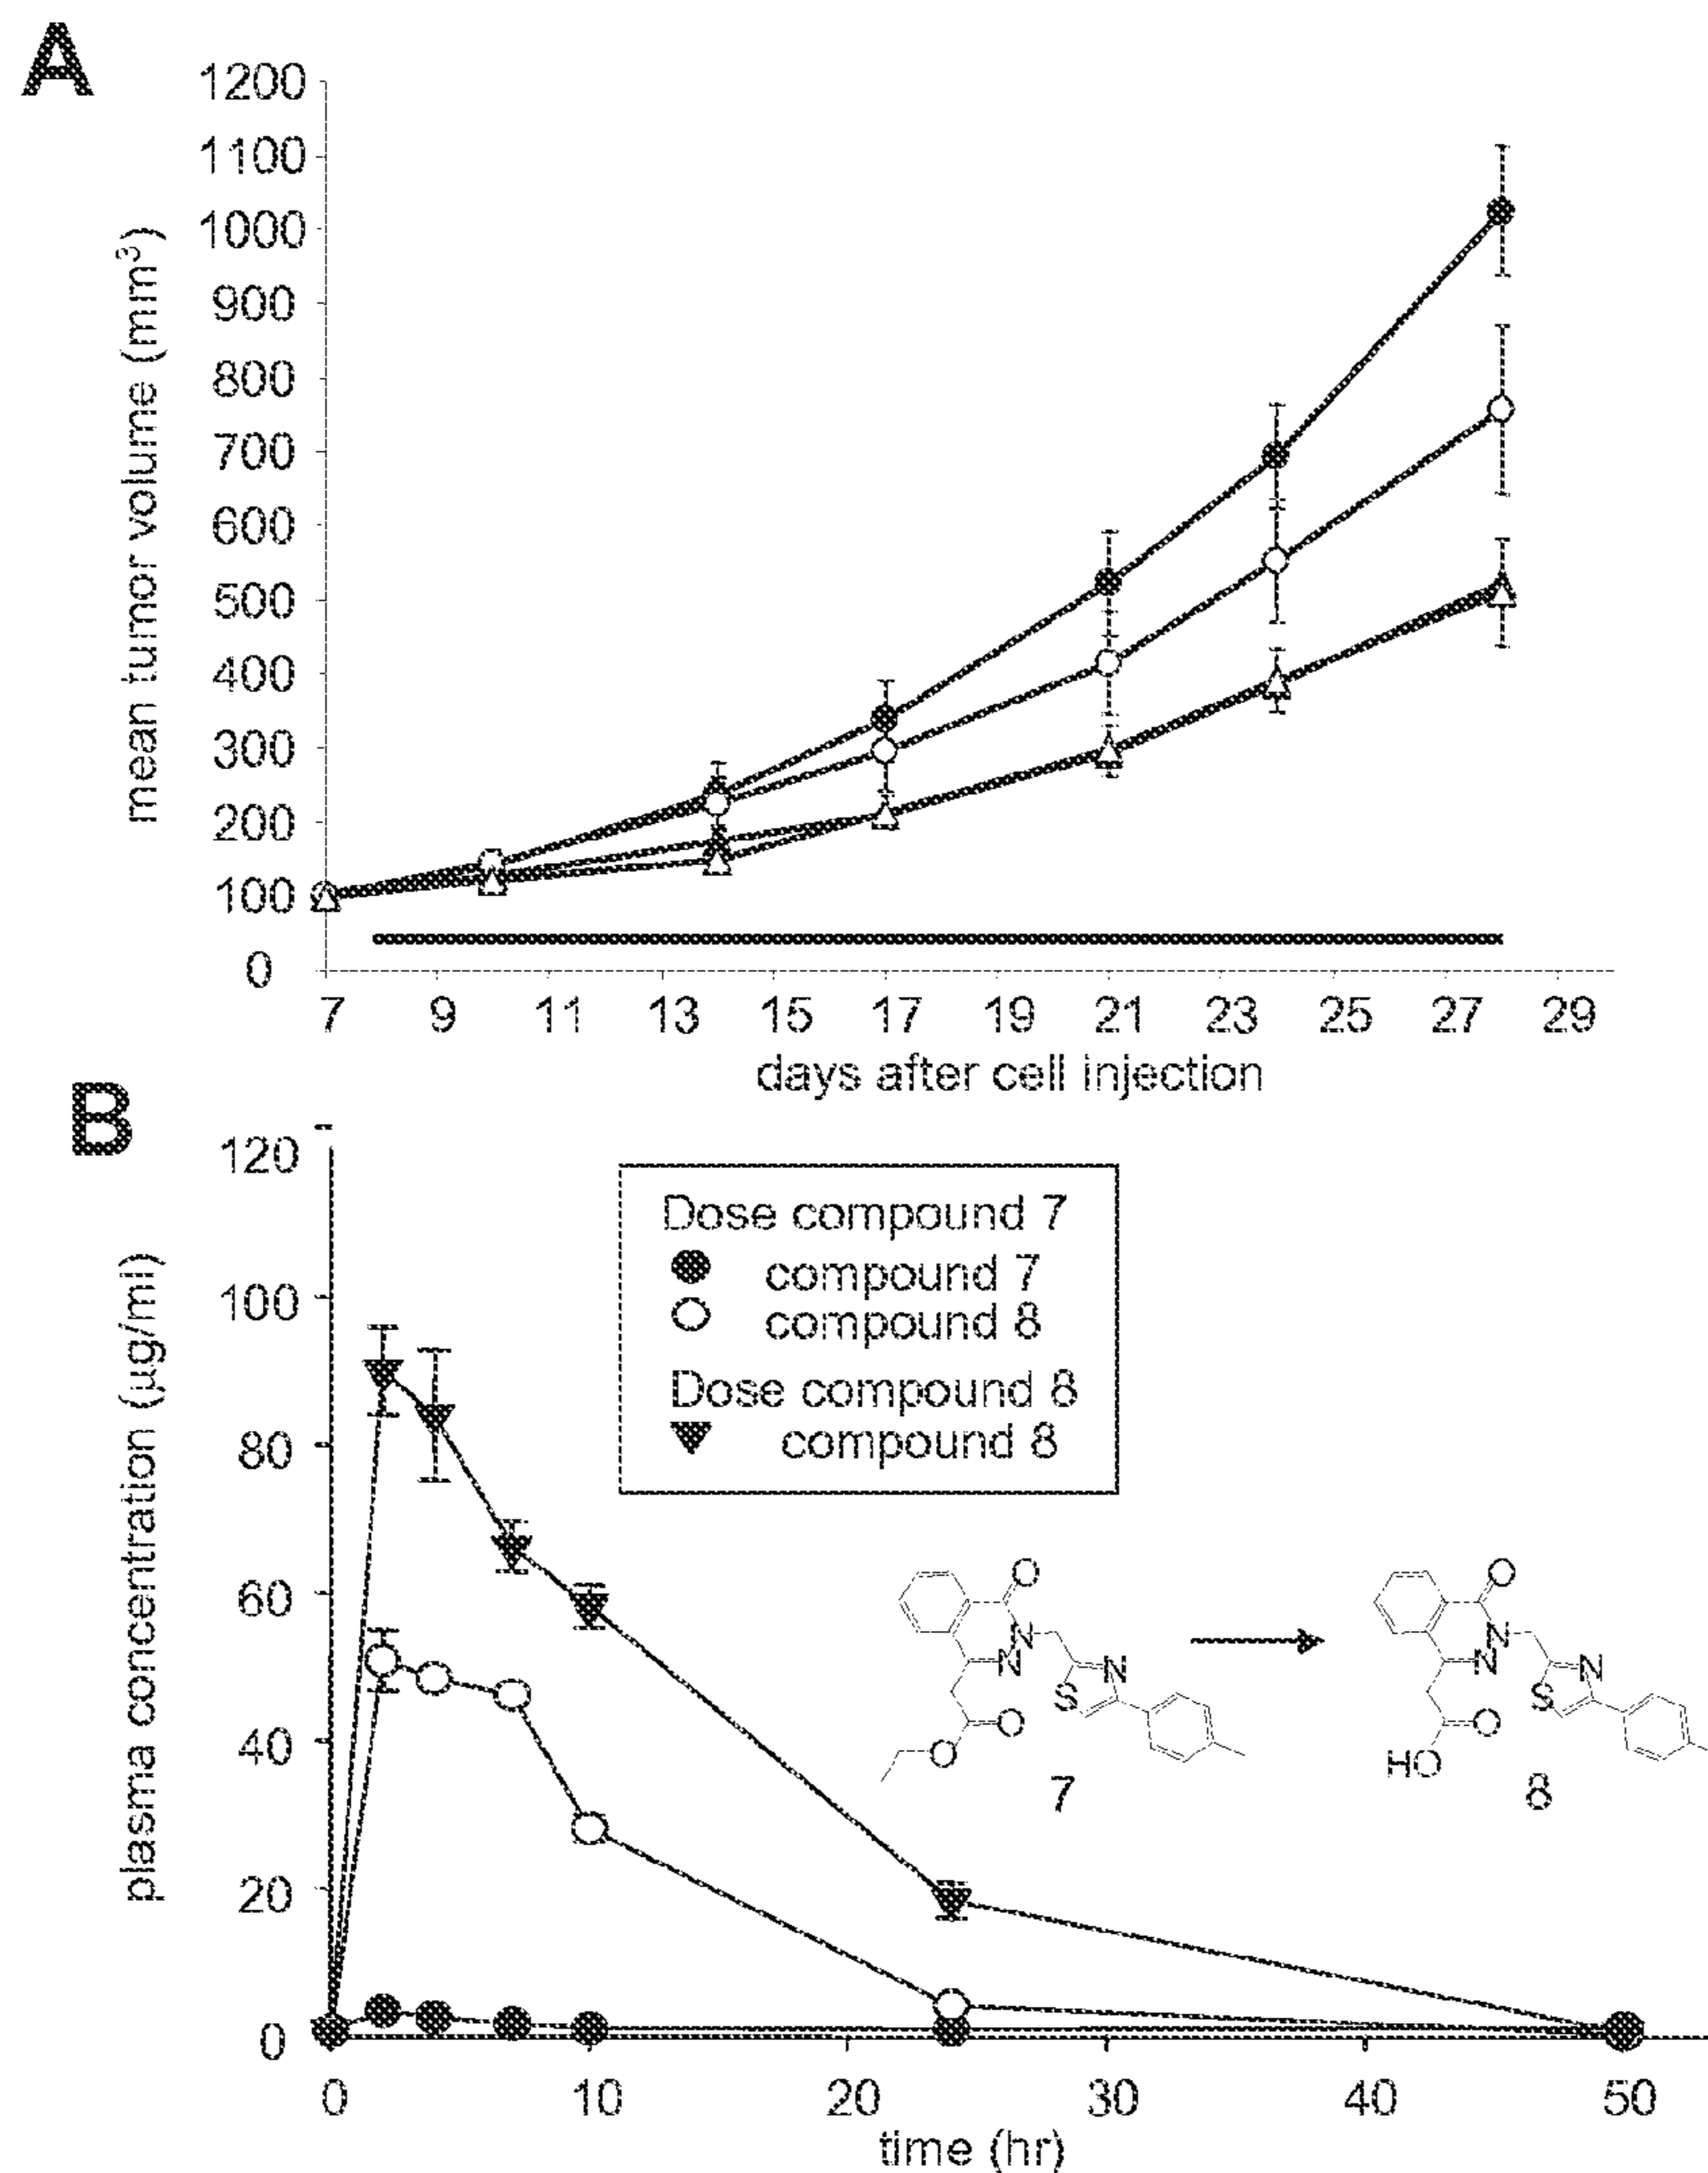 A
1200
1100
1000
900
800
700
600
500
400
300
200
100
0
mean tumor volume (mm³)
7 9 11 13 15 17 19 21 23 25 27 29
days after cell injection
B
120
100
80
60
40
20
0
plasma concentration (µg/ml)
Dose compound 7
compound 7
compound 8
Dose compound 8
compound 8
O
N
N
N
S
O
O
7
O
N
N
N
S
O
HO
8
0 10 20 30 40 50
time (hr)